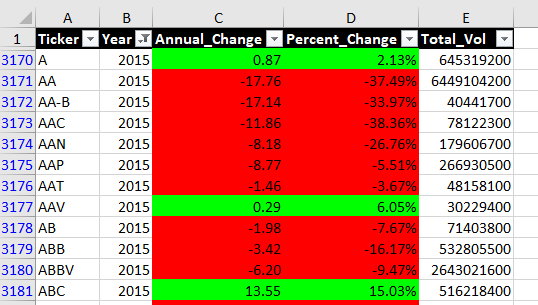 A B C D E
1 Ticker Year Annual_Change Percent_Change Total_Vol
3170 A 2015 0.87 2.13% 645319200
3171 AA 2015 -17.76 -37.49% 6449104200
3172 AA-B 2015 -17.14 -33.97% 40441700
3173 AAC 2015 -11.86 -38.36% 78122300
3174 AAN 2015 -8.18 -26.76% 179606700
3175 AAP 2015 -8.77 -5.51% 266930500
3176 AAT 2015 -1.46 -3.67% 48158100
3177 AAV 2015 0.29 6.05% 30229400
3178 AB 2015 -1.98 -7.67% 71403800
3179 ABB 2015 -3.42 -16.17% 532805500
3180 ABBV 2015 -6.20 -9.47% 2643021600
3181 ABC 2015 13.55 15.03% 516218400